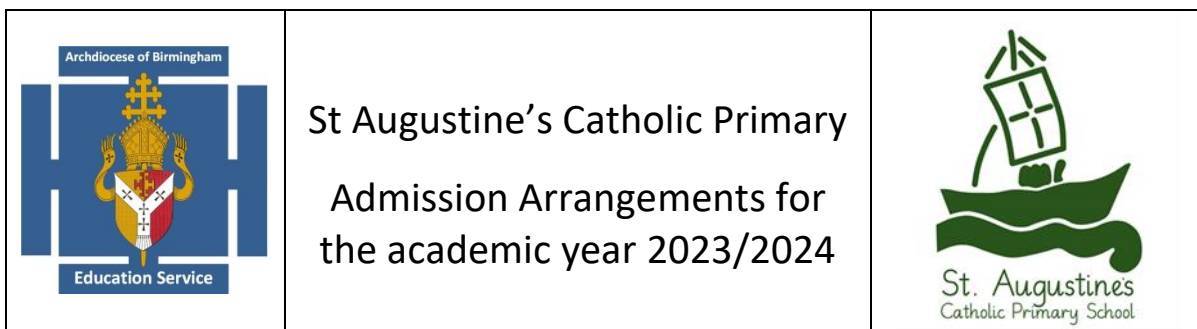 Archdiocese of Birmingham
Education Service
St Augustine’s Catholic Primary
Admission Arrangements for
the academic year 2023/2024
St. Augustine's
Catholic Primary School